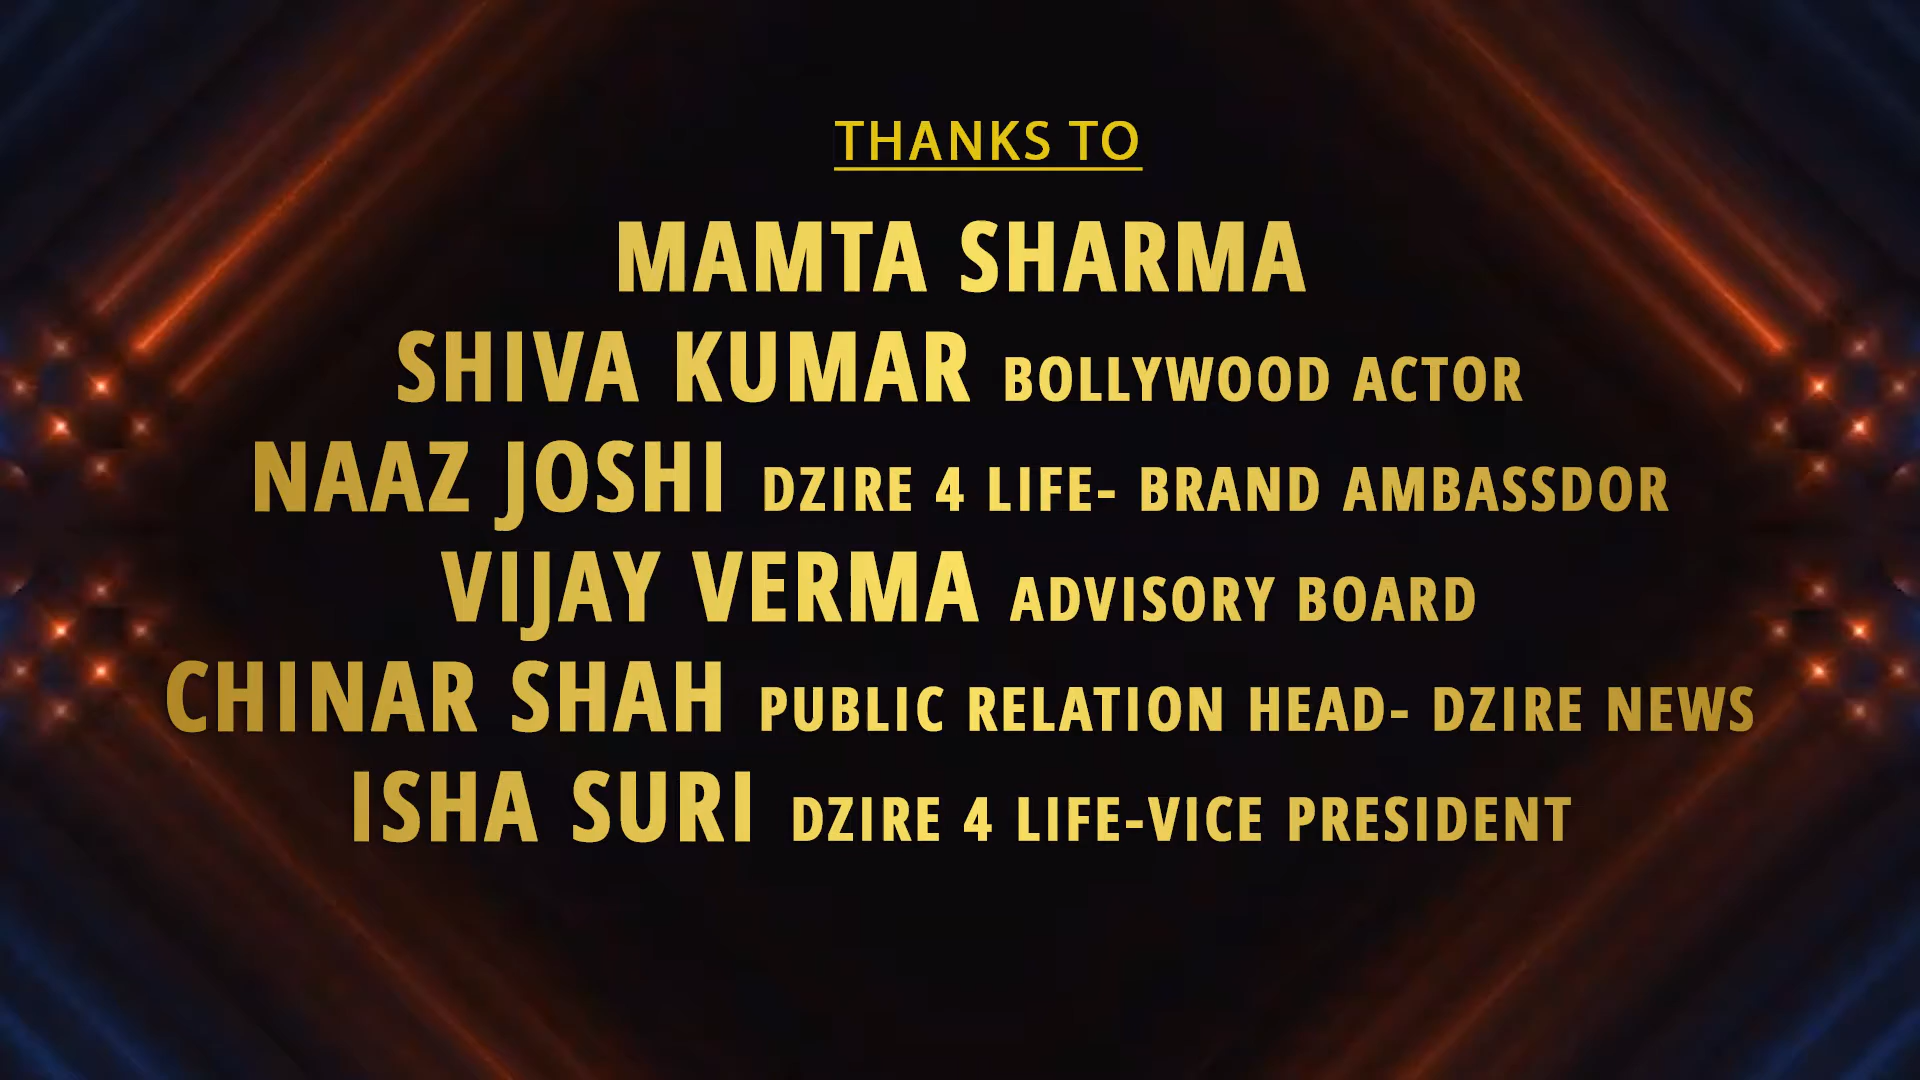 THANKS TO
MAMTA SHARMA
SHIVA KUMAR BOLLYWOOD ACTOR
NAAZ JOSHI DZIRE 4 LIFE- BRAND AMBASSDOR
VIJAY VERMA ADVISORY BOARD
CHINAR SHAH PUBLIC RELATION HEAD- DZIRE NEWS
ISHA SURI DZIRE 4 LIFE-VICE PRESIDENT